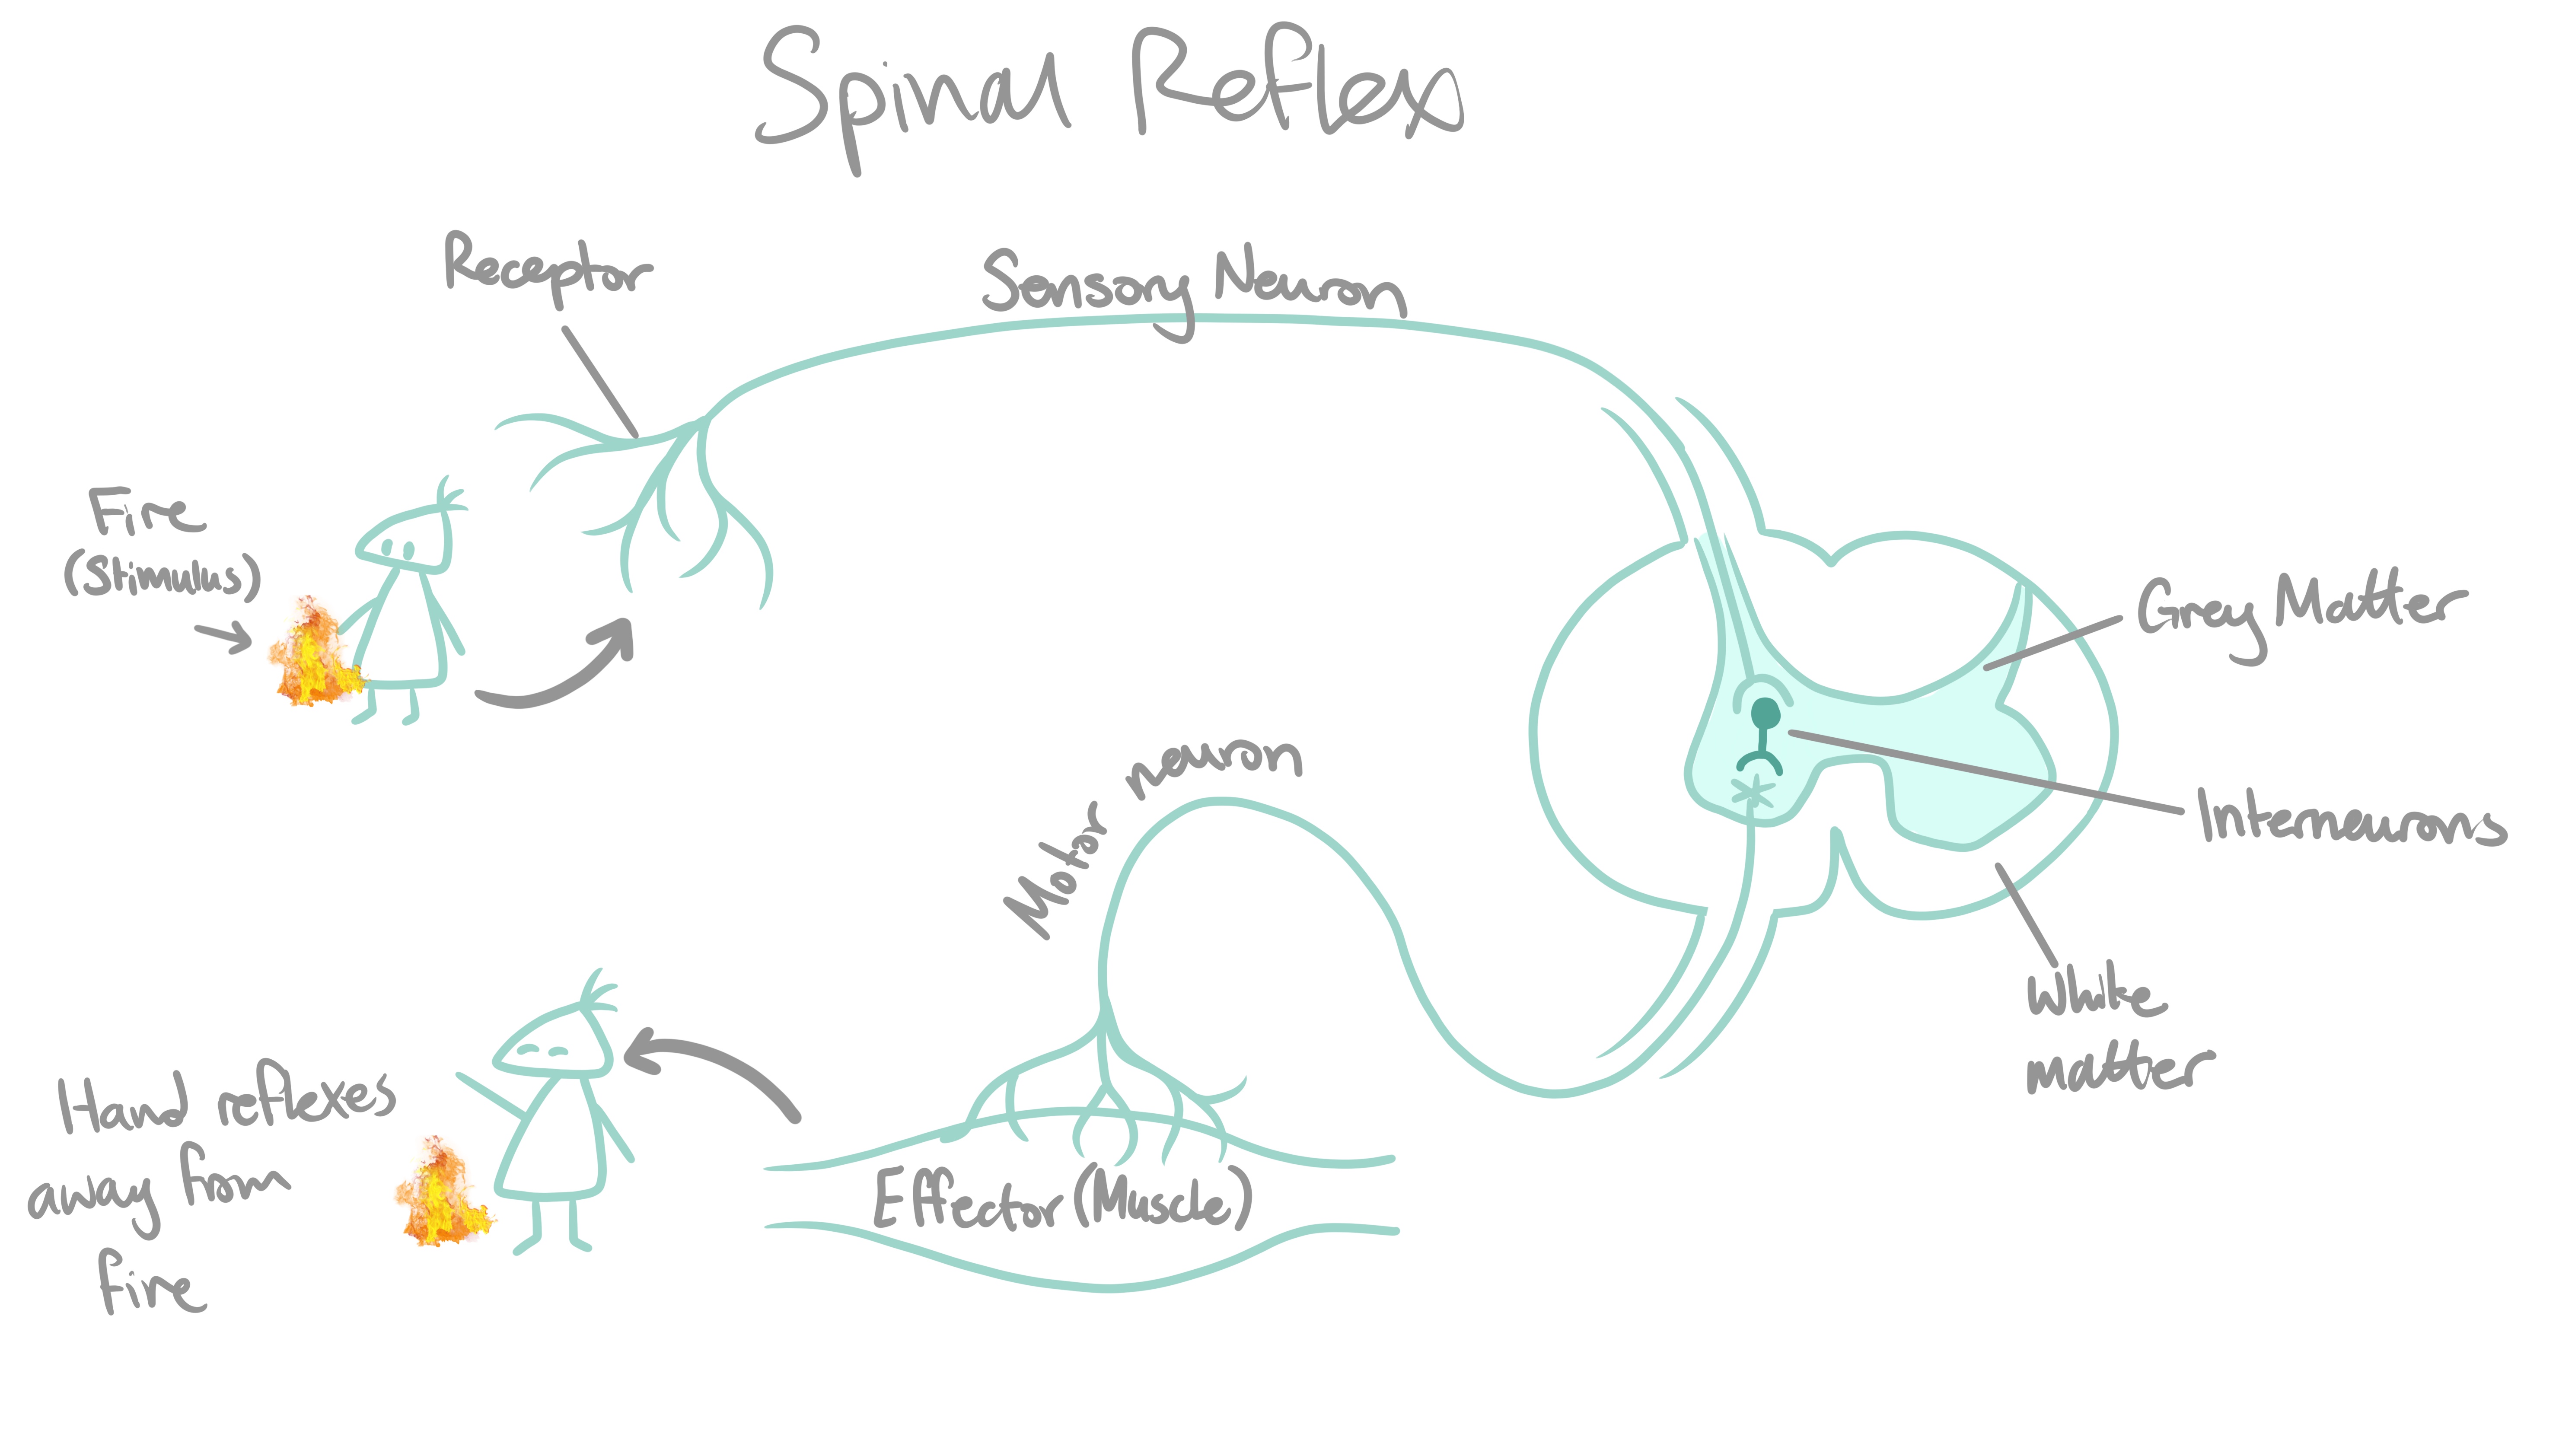 Spinal Reflex
Receptor
Sensory Neuron
Fire
(Stimulus)
Grey Matter
Motor neuron
Interneurons
White
matter
Hand reflexes
away from
fire
Effector (Muscle)